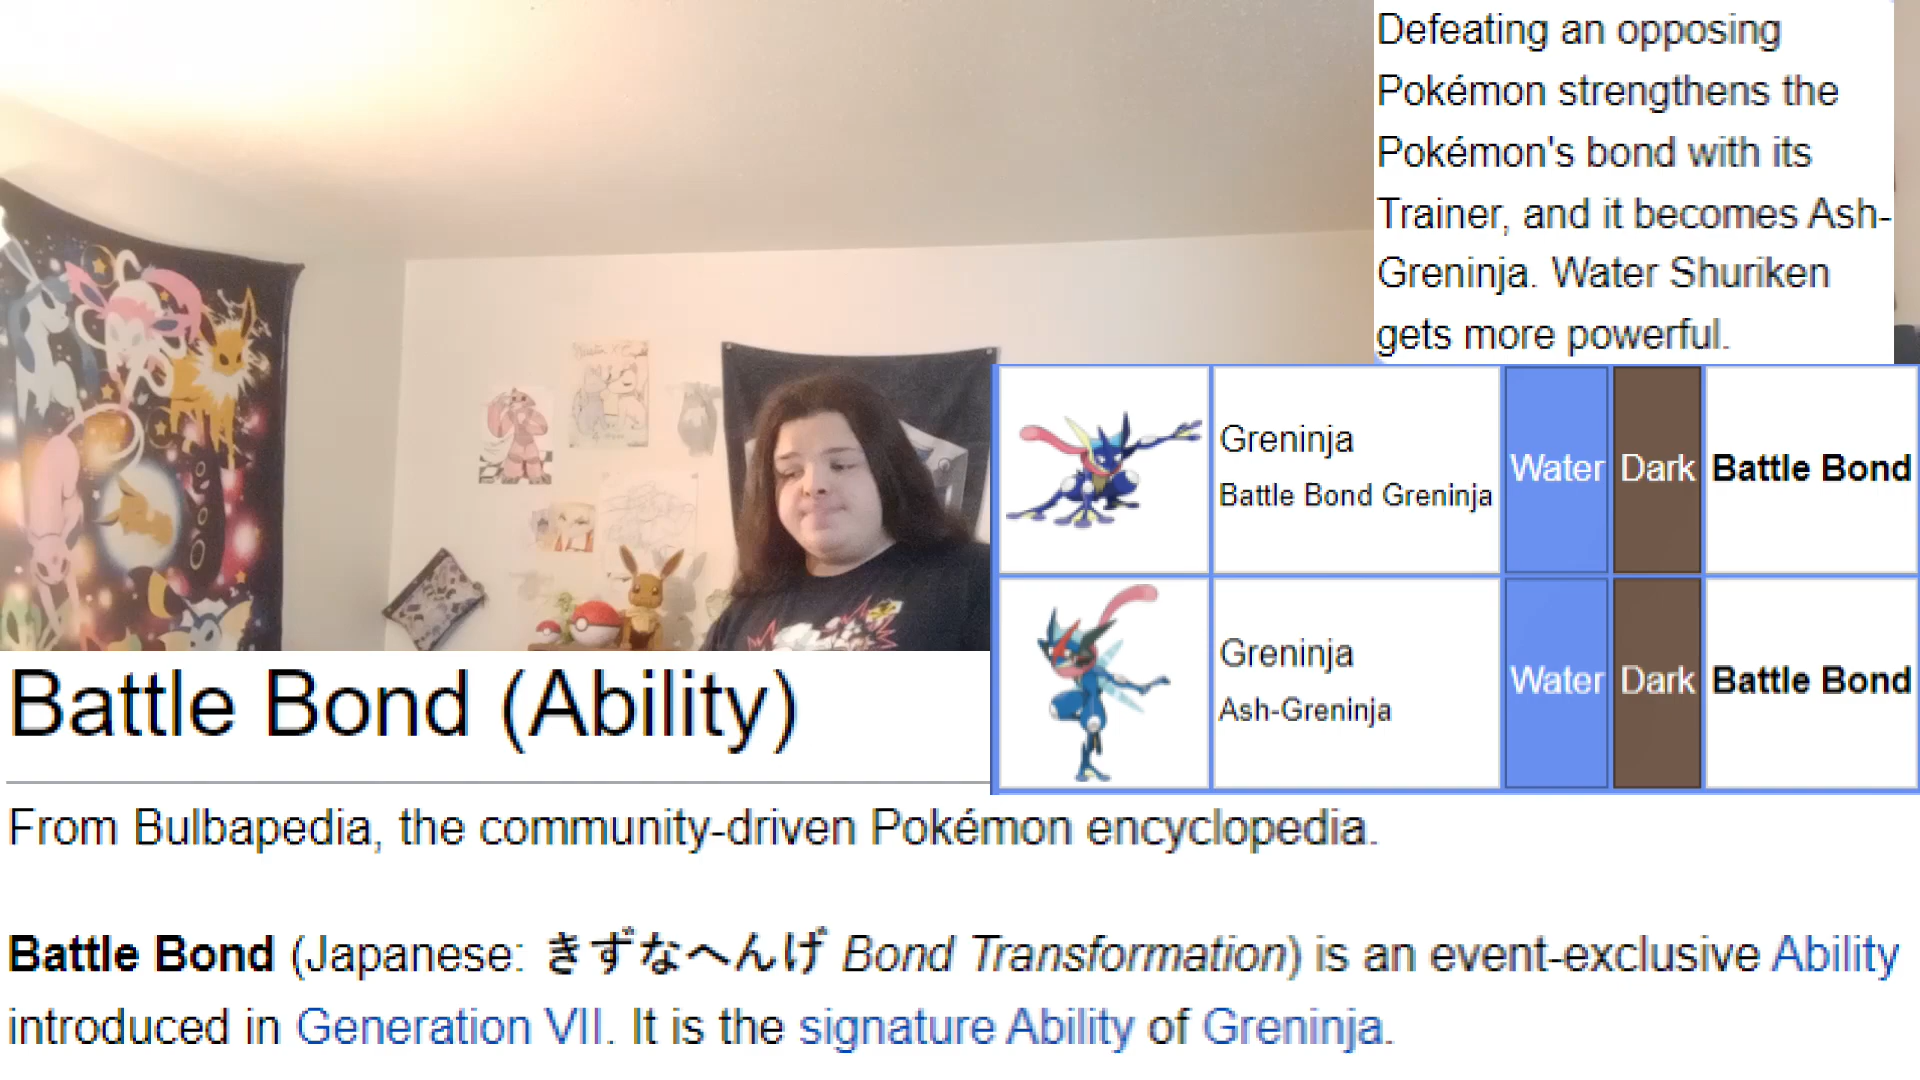 Defeating an opposing
Pokémon strengthens the
Pokémon's bond with its
Trainer, and it becomes Ash-
Greninja. Water Shuriken
gets more powerful.
Greninja
Battle Bond Greninja
Water
Dark
Battle Bond
Greninja
Ash-Greninja
Water
Dark
Battle Bond
Battle Bond (Ability)
From Bulbapedia, the community-driven Pokémon encyclopedia.
Battle Bond (Japanese: きずなへんげ Bond Transformation) is an event-exclusive Ability
introduced in Generation VII. It is the signature Ability of Greninja.